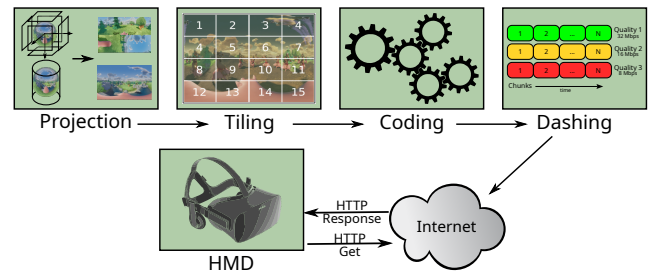 1 2 3 4
4 5 6 7
8 9 10 11
12 13 14 15
1 2 ... N Quality 1
32 Mbps
1 2 ... N Quality 2
16 Mbps
1 2 ... N Quality 3
8 Mbps
Chunks
time
Projection Tiling Coding Dashing
HTTP
Response
HTTP
Get
Internet
HMD